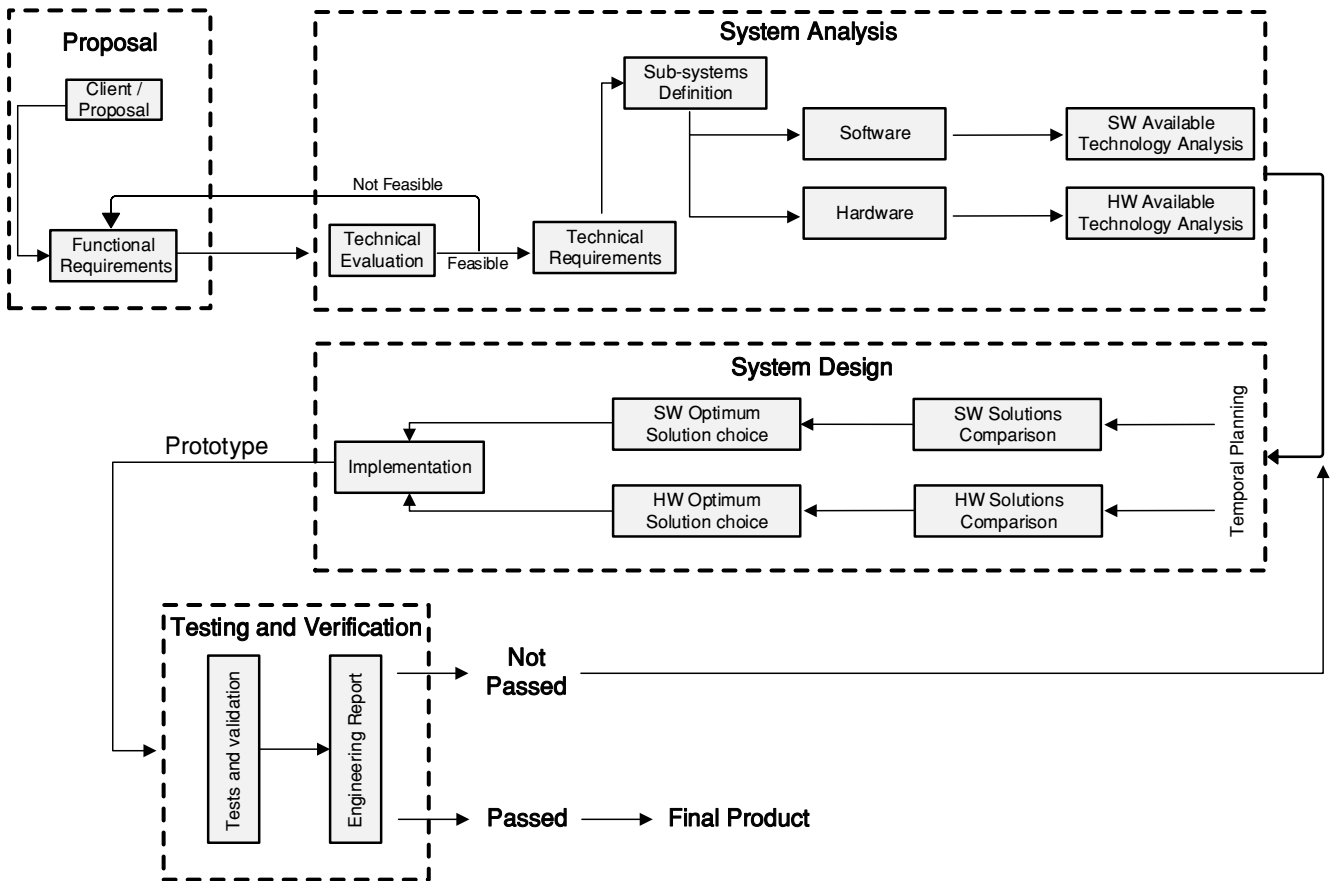 Proposal
Client /
Proposal
Functional
Requirements
System Analysis
Not Feasible
Technical
Evaluation
Feasible
Technical
Requirements
Sub-systems
Definition
Software
Hardware
SW Available
Technology Analysis
HW Available
Technology Analysis
System Design
Temporal Planning
SW Solutions
Comparison
SW Optimum
Solution choice
HW Solutions
Comparison
HW Optimum
Solution choice
Implementation
Prototype
Testing and Verification
Tests and validation
Engineering Report
Not
Passed
Passed
Final Product